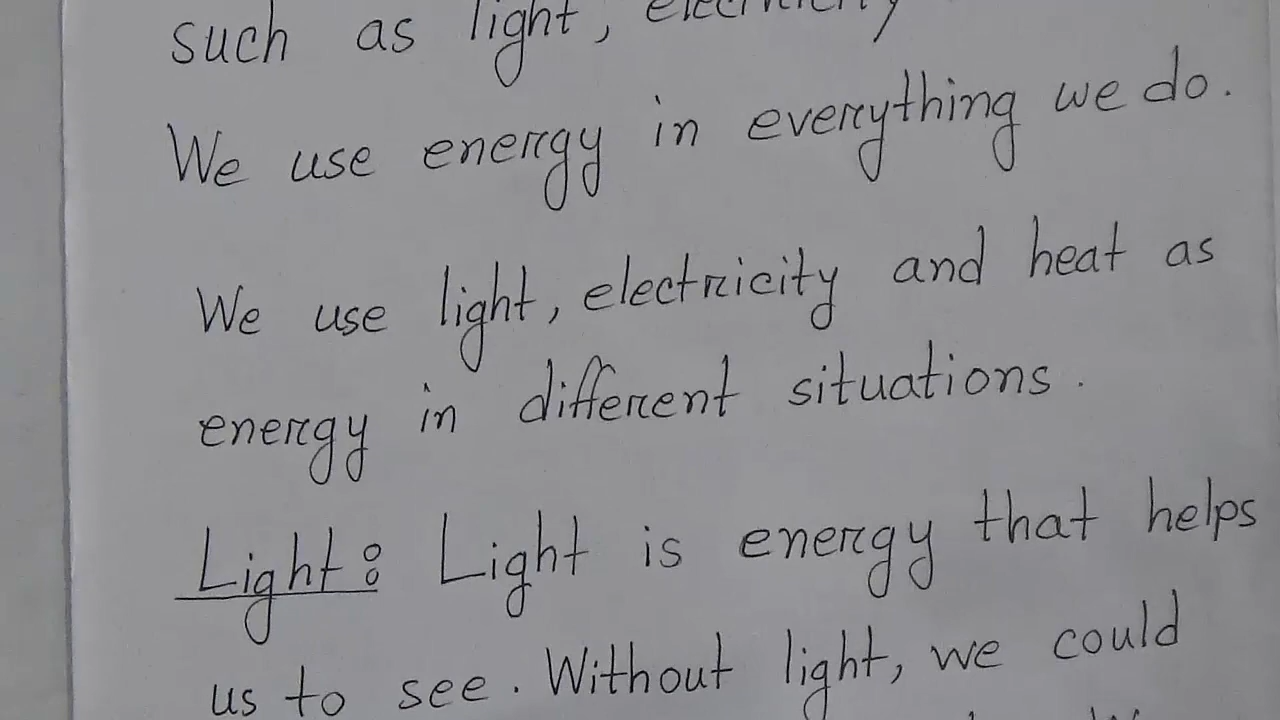 such as light, electricity
We use energy in everything we do.
We use light, electricity and heat as
energy in different situations.
Light: Light is energy that helps
us to see. Without light, we could